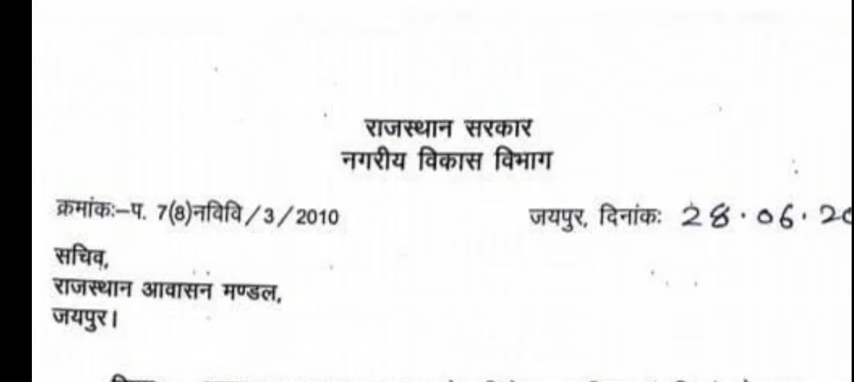 राजस्थान सरकार
नगरीय विकास विभाग
क्रमांकः–प. 7(8)नविवि/3/2010 जयपुर, दिनांकः 28.06.20
सचिव,
राजस्थान आवासन मण्डल,
जयपुर।